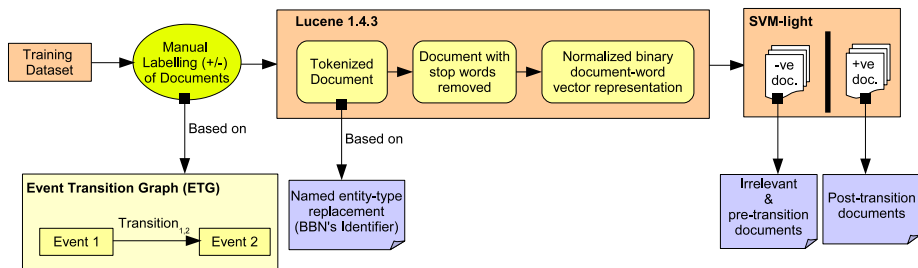 Lucene 1.4.3
SVM-light
Training
Dataset
Manual
Labelling (+/-)
of Documents
Tokenized
Document
Document with
stop words
removed
Normalized binary
document-word
vector representation
-ve
doc.
+ve
doc.
Based on
Based on
Event Transition Graph (ETG)
Event 1
Transition1,2
Event 2
Named entity-type
replacement
(BBN's Identifier)
Irrelevant
&
pre-transition
documents
Post-transition
documents